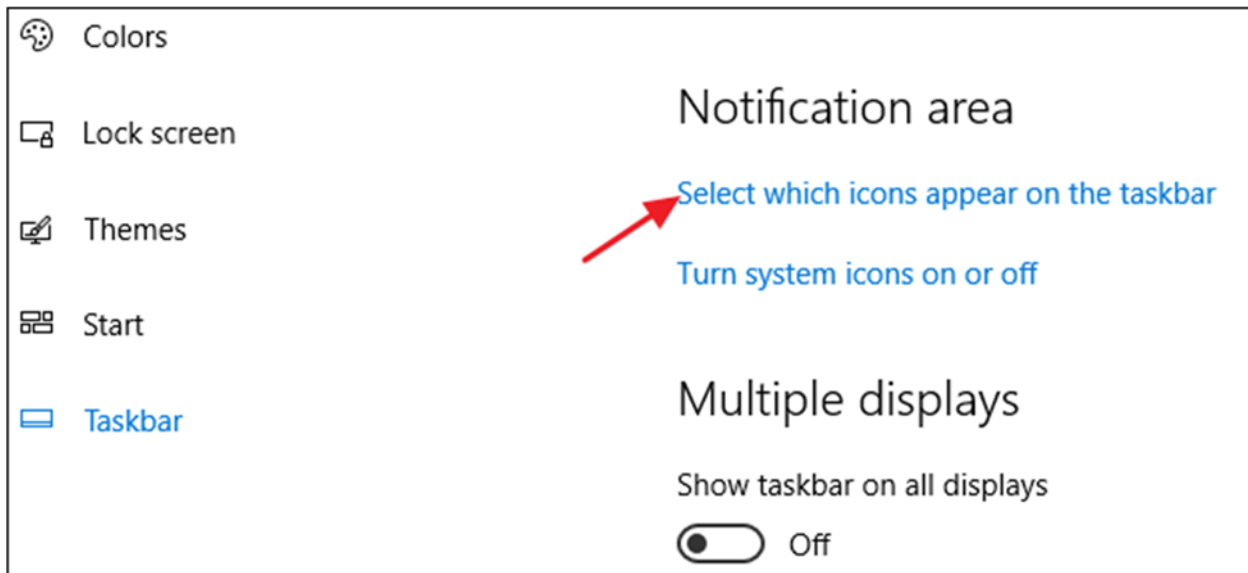 Colors
Lock screen
Themes
Start
Taskbar
Notification area
Select which icons appear on the taskbar
Turn system icons on or off
Multiple displays
Show taskbar on all displays
Off